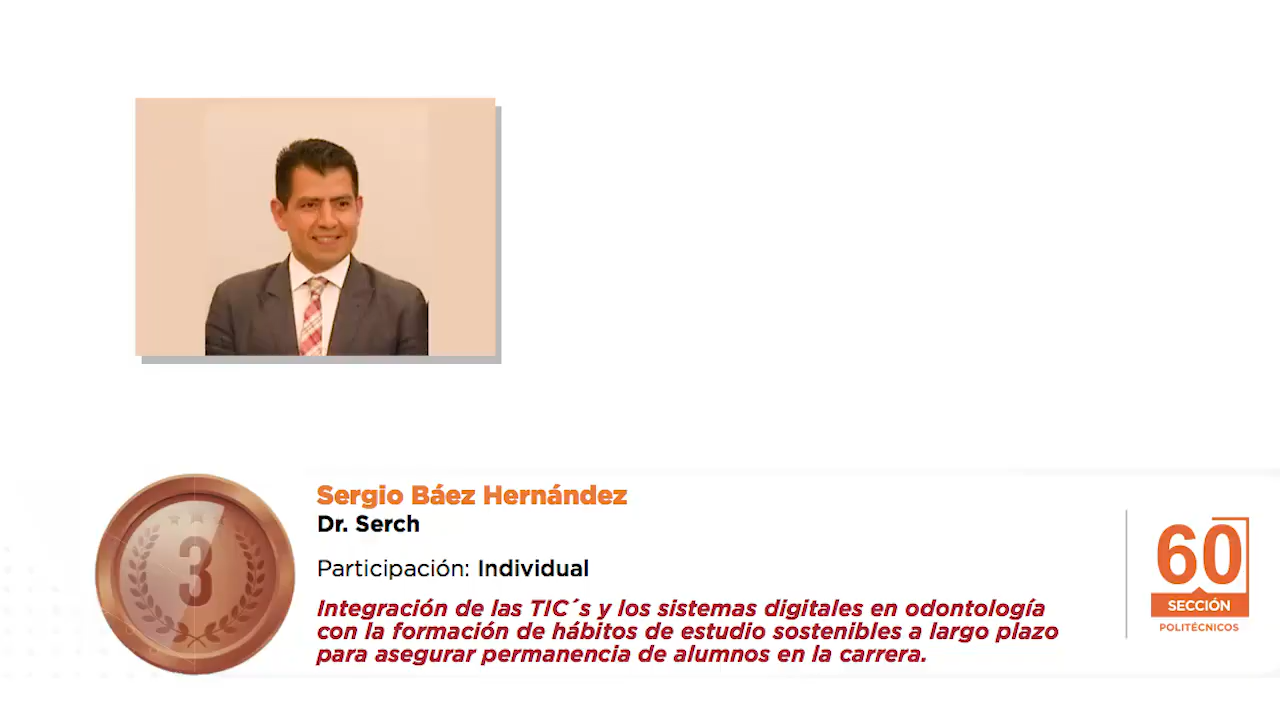 Sergio Báez Hernández
Dr. Serch
Participación: Individual
Integración de las TIC´s y los sistemas digitales en odontología
con la formación de hábitos de estudio sostenibles a largo plazo
para asegurar permanencia de alumnos en la carrera.
3
60
SECCIÓN
POLITÉCNICOS